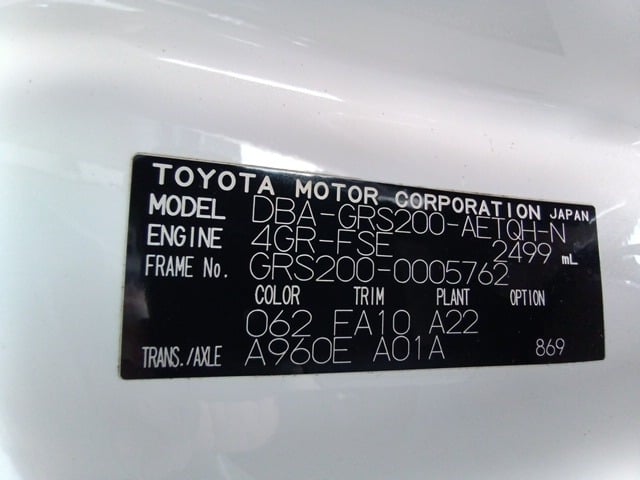 TOYOTA MOTOR CORPORATION JAPAN
MODEL DBA-GRS200-AETQH-N
ENGINE 4GR-FSE 2499 mL
FRAME No. GRS200-0005762
COLOR TRIM PLANT OPTION
062 FA10 A22
TRANS./AXLE A960E A01A 869